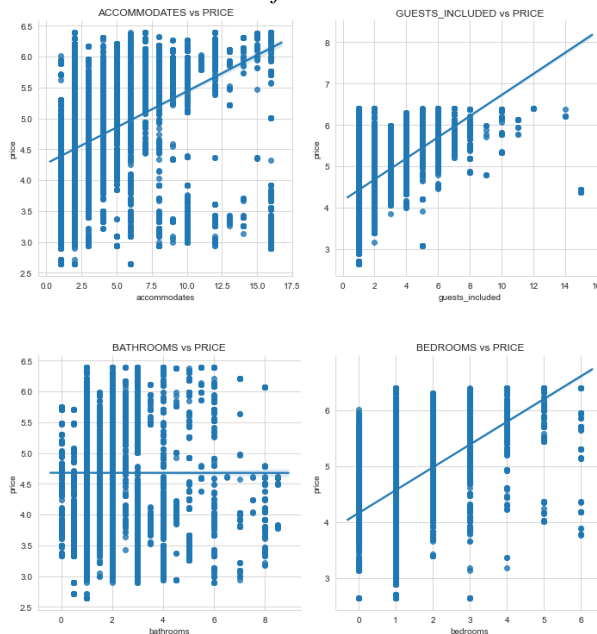 ACCOMMODATES vs PRICE
6.5
6.0
5.5
5.0
4.5
4.0
3.5
3.0
2.5
price
0.0 2.5 5.0 7.5 10.0 12.5 15.0 17.5
accommodates
GUESTS_INCLUDED vs PRICE
8
7
6
5
4
3
price
0 2 4 6 8 10 12 14 16
guests_included
BATHROOMS vs PRICE
6.5
6.0
5.5
5.0
4.5
4.0
3.5
3.0
2.5
price
0 2 4 6 8
bathrooms
BEDROOMS vs PRICE
6
5
4
3
price
0 1 2 3 4 5 6
bedrooms